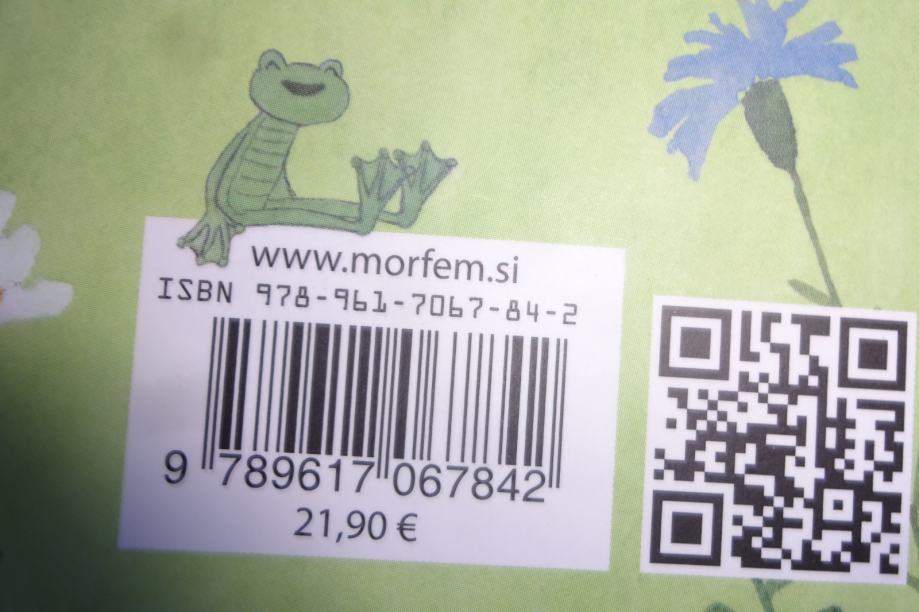 www.morfem.si
ISBN 978-961-7067-84-2
9 789617 067842
21,90 €